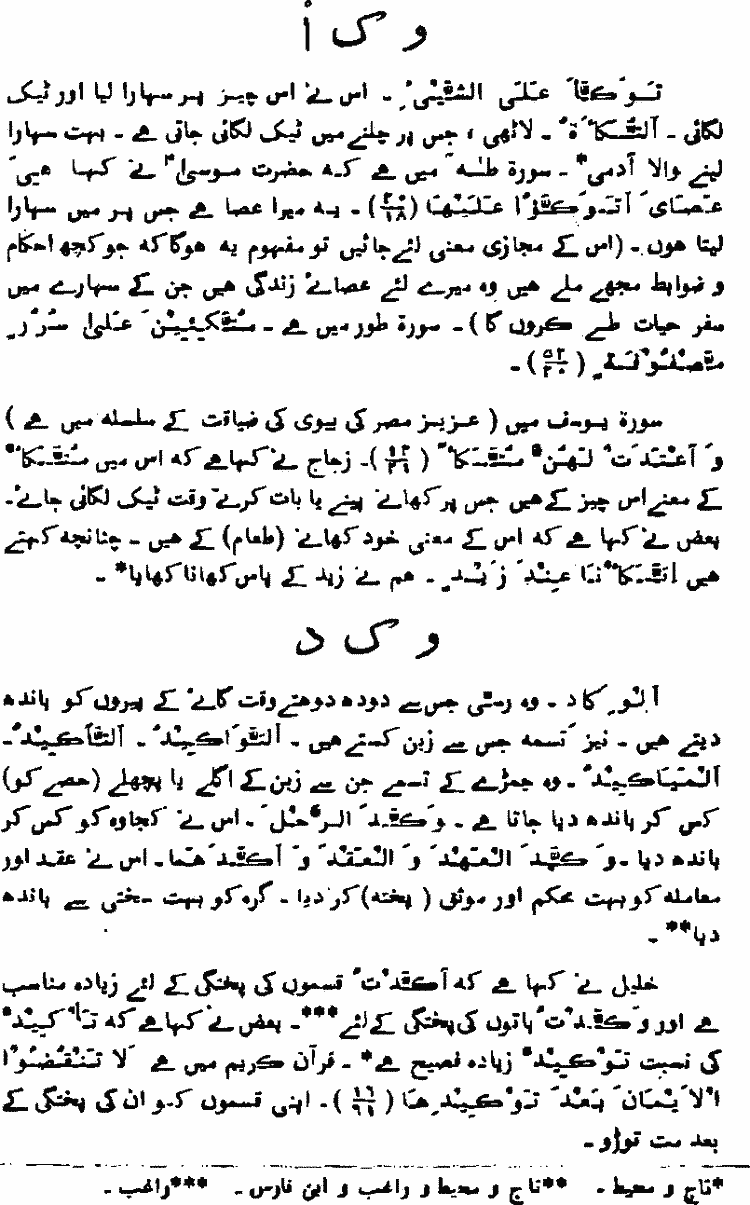 و ک أ
تَوَکَّأَ عَلَی الشَّیْئِ ۔ اس نے اس چیز پر سہارا لیا اور ٹیک
لگائی ۔ اَلتُّکَأَۃُ ۔ لاٹھی ، جس پر چلنے میں ٹیک لگائی جاتی ہے ۔ بہت سہارا
لینے والا آدمی* ۔ سورۃ طٰہٰ میں ہے کہ حضرت موسیٰؑ نے کہا ھِیَ
عَصَایَ اَتَوَکَّؤُا عَلَیْھَا (۲۰/۱۸) ۔ یہ میرا عصا ہے جس پر میں سہارا
لیتا ہوں ۔ (اس کے مجازی معنی لئے جائیں تو مفہوم یہ ہوگا کہ جو کچھ احکام
و ضوابط مجھے ملے ہیں وہ میرے لئے عصائے زندگی ہیں جن کے سہارے میں
سفر حیات طے کروں گا) ۔ سورۃ طور میں ہے ۔ مُتَّکِئِیْنَ عَلٰی سُرُرٍ
مَّصْفُوْفَۃٍ (۵۲/۲۰) ۔
سورۃ یوسف میں (عزیز مصر کی بیوی کی ضیافت کے سلسلہ میں ہے)
وَ اَعْتَدَتْ لَھُنَّ مُتَّکَأً (۱۲/۳۱) ۔ زجاج نے کہا ہے کہ اس میں مُتَّکَأٌ
کے معنے اس چیز کے ہیں جس پر کھانے پینے یا بات کرتے وقت ٹیک لگائی جائے ۔
بعض نے کہا ہے کہ اس کے معنی خود کھانے (طعام) کے ہیں ۔ چنانچہ کہتے
ہیں اِتَّکَأْنَا عِنْدَ زَیْدٍ ۔ ہم نے زید کے پاس کھانا کھایا* ۔
و ک د
اَلْوِکَادُ ۔ وہ رسّی جس سے دودھ دوہتے وقت گائے کے پیروں کو باندھ
دیتے ہیں ۔ نیز تسمہ جس سے زین کستے ہیں ۔ اَلتَّوَاکِیْدُ ۔ اَلتَّأَکِیْدُ ۔
اَلْمَیَاکِیْدُ ۔ وہ چمڑے کے تسمے جن سے زین کے اگلے یا پچھلے (حصے کو)
کس کر باندھ دیا جاتا ہے ۔ وَکَّدَ الرَّحْلَ ۔ اس نے کجاوہ کو کس کر
باندھ دیا ۔ وَکَّدَ الْعَھْدَ وَ الْعَقْدَ وَ اَکَّدَھُمَا ۔ اس نے عقد اور
معاملہ کو بہت محکم اور موثق (پختہ) کر دیا ۔ گرہ کو بہت سختی سے باندھ
دیا** ۔
خلیل نے کہا ہے کہ اَکَّدْتُ قسموں کی پختگی کے لئے زیادہ مناسب
ہے اور وَکَّدْتُ باتوں کی پختگی کے لئے*** ۔ بعض نے کہا ہے کہ تَأْکِیْدٌ
کی نسبت تَوْکِیْدٌ زیادہ فصیح ہے* ۔ قرآن کریم میں ہے لَا تَنْقُضُوْا
الْاَیْمَانَ بَعْدَ تَوْکِیْدِھَا (۱۶/۹۱) ۔ اپنی قسموں کو ان کی پختگی کے
بعد مت توڑو ۔
*تاج و محیط ۔ **تاج و محیط و راغب و ابن فارس ۔ ***راغب ۔